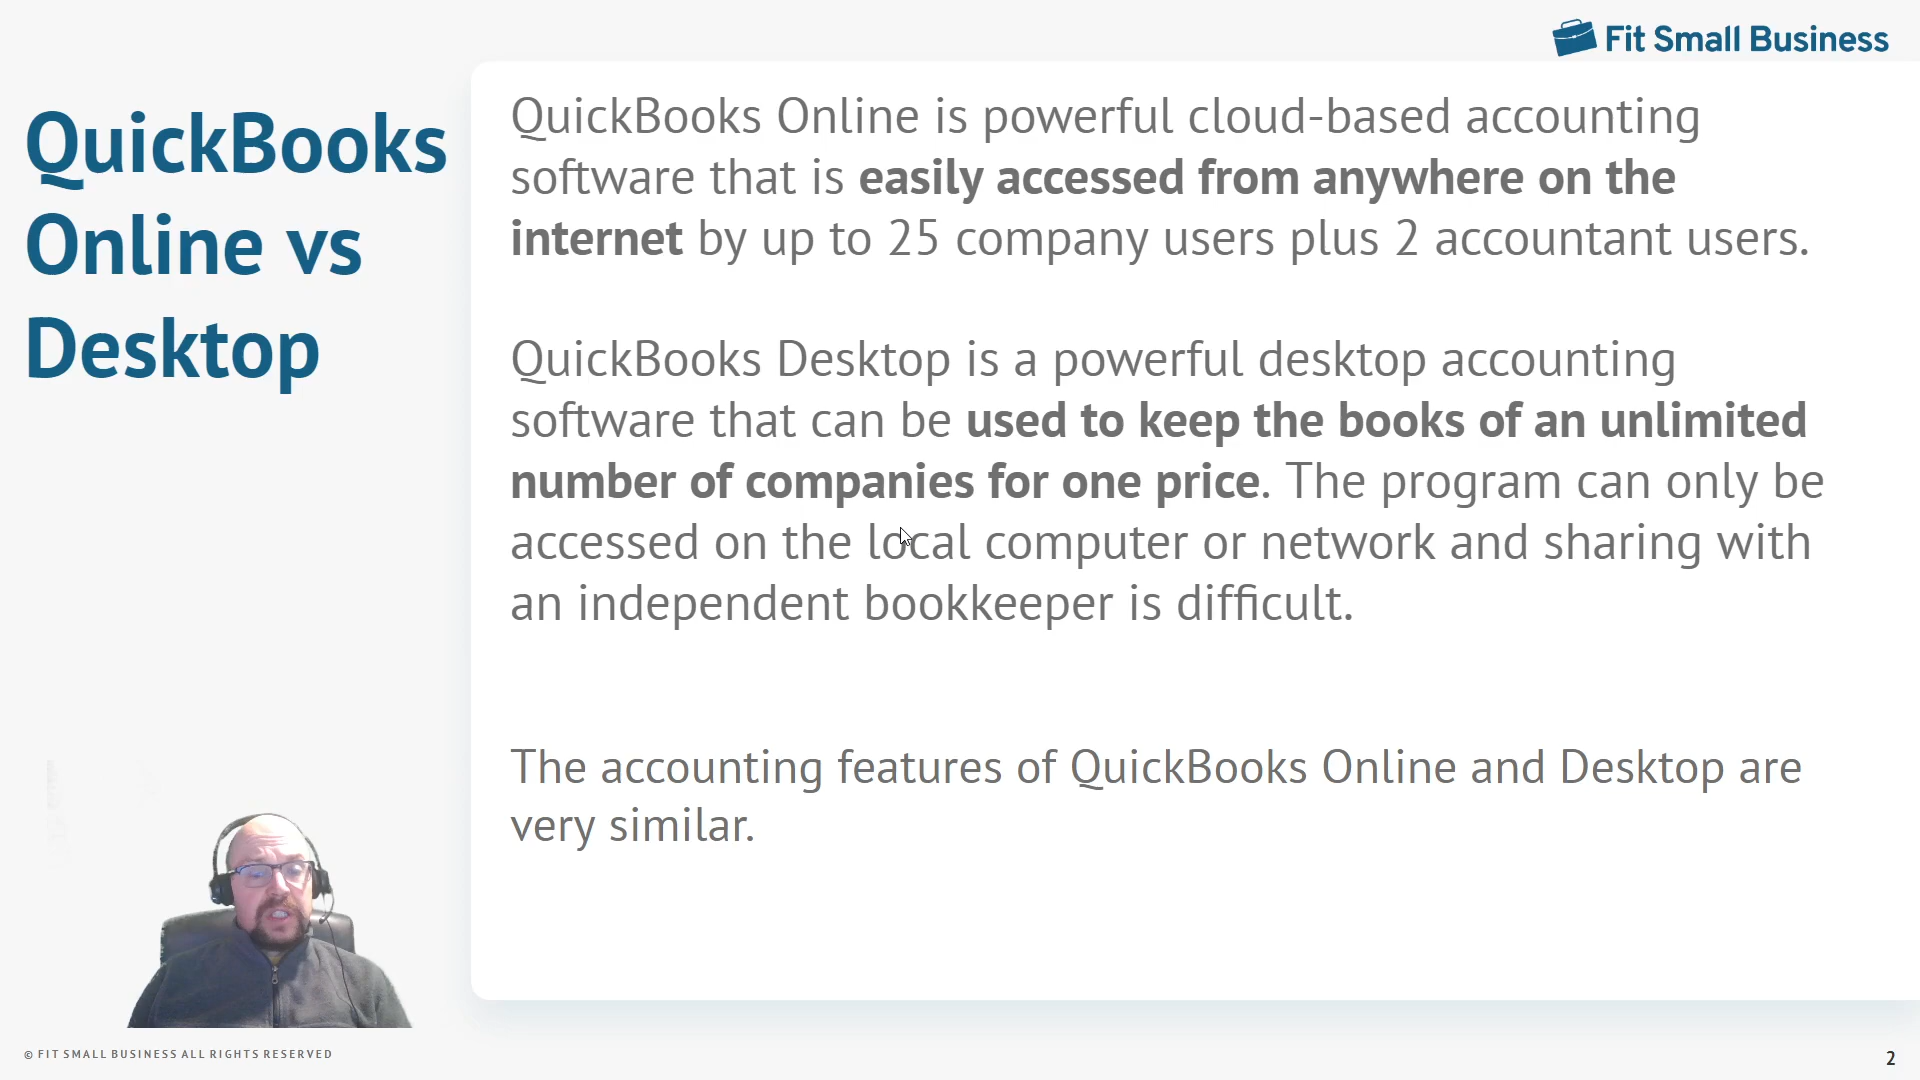 Fit Small Business
QuickBooks
Online vs
Desktop
QuickBooks Online is powerful cloud-based accounting
software that is easily accessed from anywhere on the
internet by up to 25 company users plus 2 accountant users.
QuickBooks Desktop is a powerful desktop accounting
software that can be used to keep the books of an unlimited
number of companies for one price. The program can only be
accessed on the local computer or network and sharing with
an independent bookkeeper is difficult.
The accounting features of QuickBooks Online and Desktop are
very similar.
© FIT SMALL BUSINESS ALL RIGHTS RESERVED
2